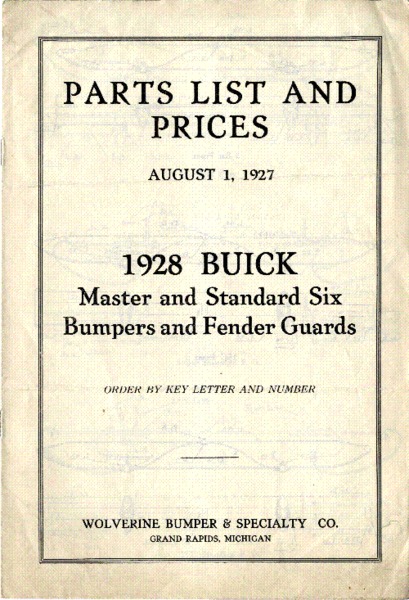 PARTS LIST AND
PRICES
AUGUST 1, 1927
1928 BUICK
Master and Standard Six
Bumpers and Fender Guards
ORDER BY KEY LETTER AND NUMBER
WOLVERINE BUMPER & SPECIALTY CO.
GRAND RAPIDS, MICHIGAN